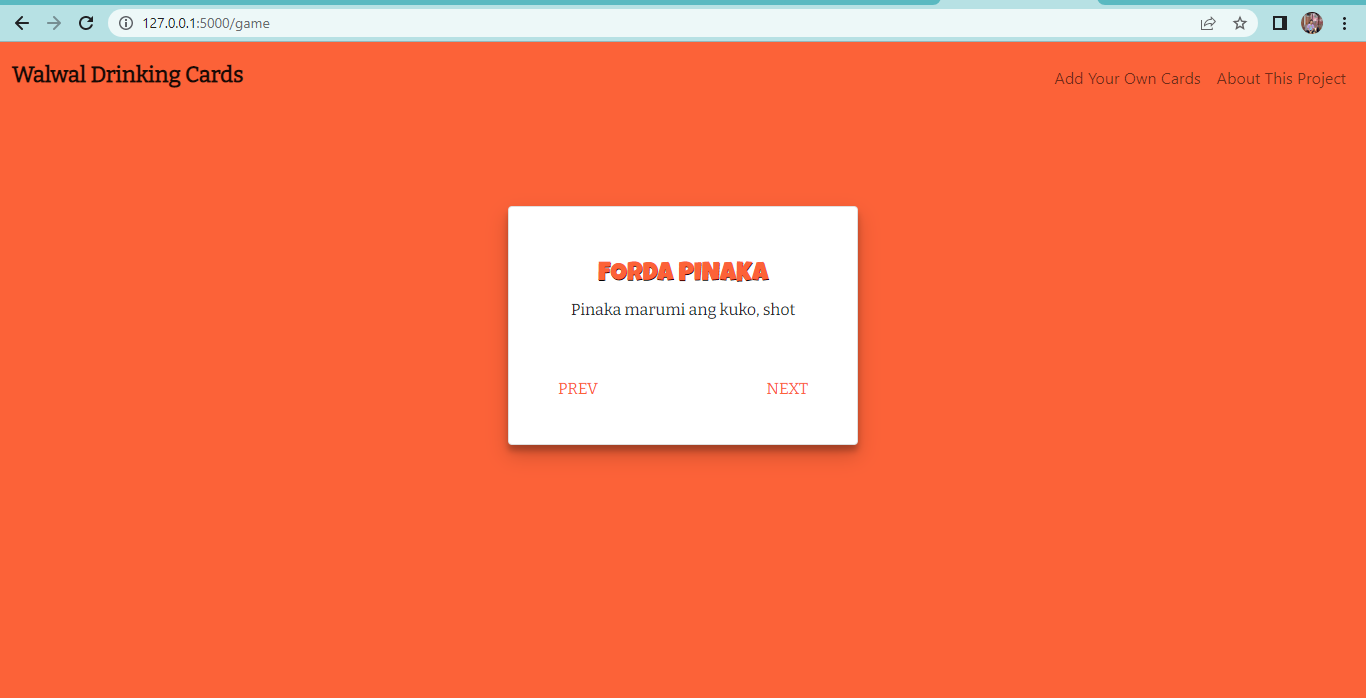 127.0.0.1:5000/game
Walwal Drinking Cards
Add Your Own Cards
About This Project
FORDA PINAKA
Pinaka marumi ang kuko, shot
PREV
NEXT